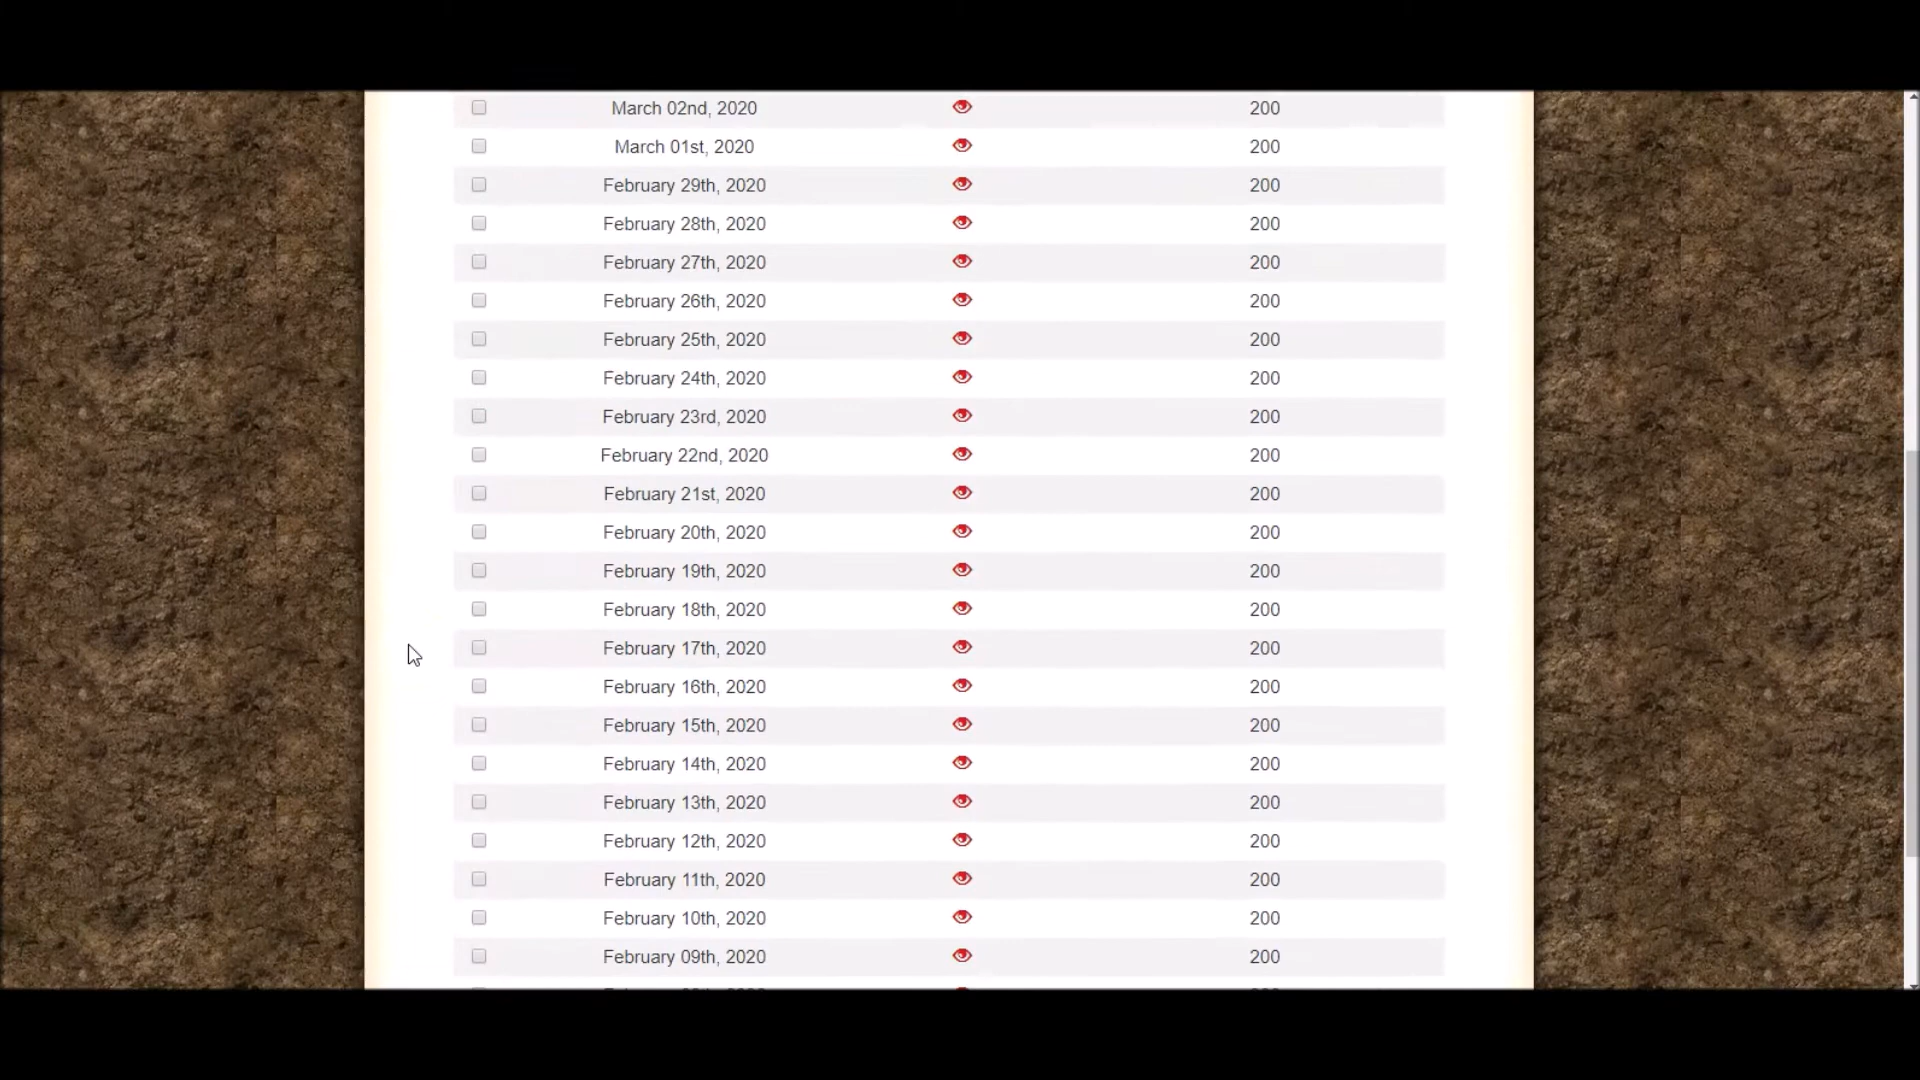 March 02nd, 2020 200
March 01st, 2020 200
February 29th, 2020 200
February 28th, 2020 200
February 27th, 2020 200
February 26th, 2020 200
February 25th, 2020 200
February 24th, 2020 200
February 23rd, 2020 200
February 22nd, 2020 200
February 21st, 2020 200
February 20th, 2020 200
February 19th, 2020 200
February 18th, 2020 200
February 17th, 2020 200
February 16th, 2020 200
February 15th, 2020 200
February 14th, 2020 200
February 13th, 2020 200
February 12th, 2020 200
February 11th, 2020 200
February 10th, 2020 200
February 09th, 2020 200